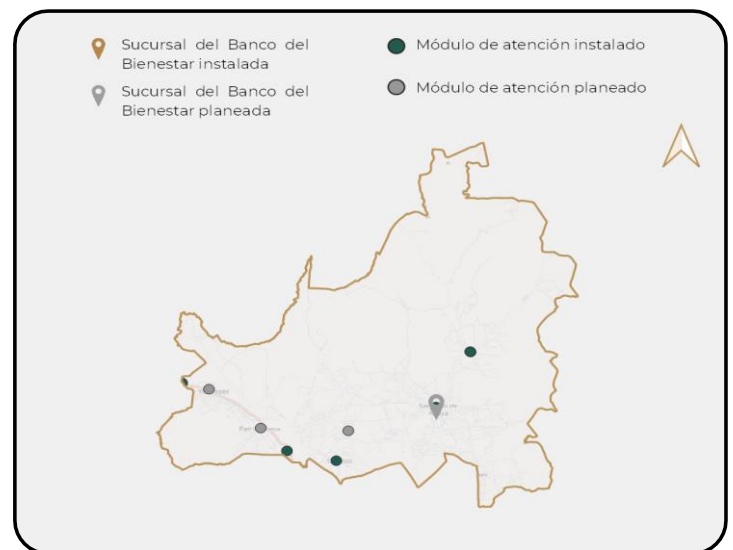 Sucursal del Banco del
Bienestar instalada
Sucursal del Banco del
Bienestar planeada
Módulo de atención instalado
Módulo de atención planeado